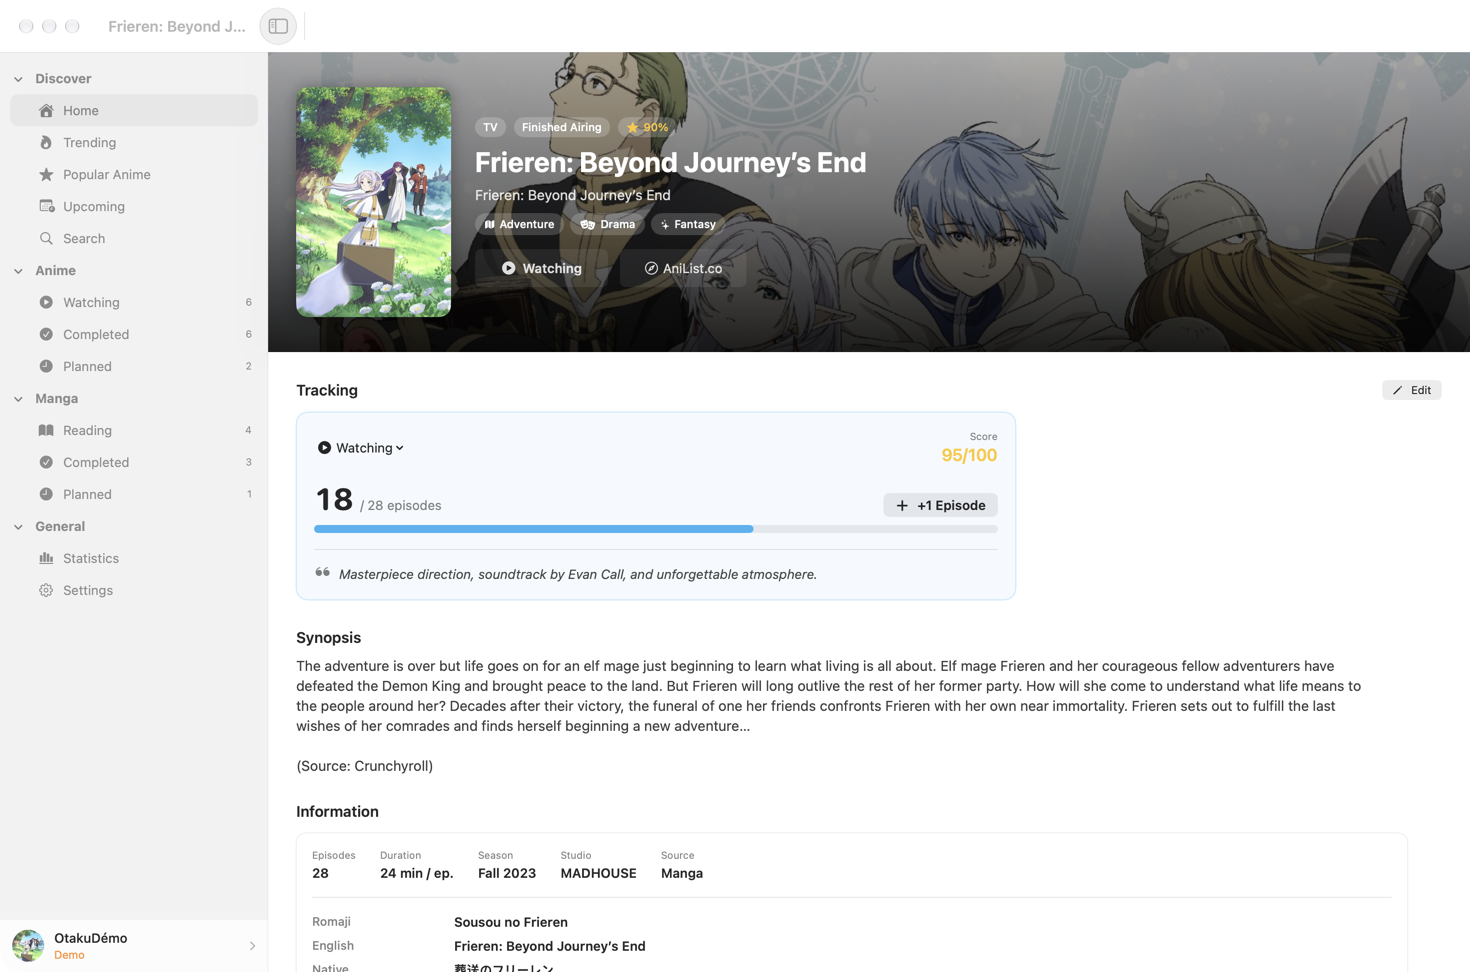 Frieren: Beyond J...
Discover
Home
Trending
Popular Anime
Upcoming
Search
Anime
Watching 6
Completed 6
Planned 2
Manga
Reading 4
Completed 3
Planned 1
General
Statistics
Settings
OtakuDémo
Demo
TV Finished Airing 90%
Frieren: Beyond Journey’s End
Frieren: Beyond Journey’s End
Adventure Drama Fantasy
Watching AniList.co
Tracking Edit
Watching
Score
95/100
18 / 28 episodes
+ +1 Episode
Masterpiece direction, soundtrack by Evan Call, and unforgettable atmosphere.
Synopsis
The adventure is over but life goes on for an elf mage just beginning to learn what living is all about. Elf mage Frieren and her courageous fellow adventurers have
defeated the Demon King and brought peace to the land. But Frieren will long outlive the rest of her former party. How will she come to understand what life means to
the people around her? Decades after their victory, the funeral of one her friends confronts Frieren with her own near immortality. Frieren sets out to fulfill the last
wishes of her comrades and finds herself beginning a new adventure…
(Source: Crunchyroll)
Information
Episodes Duration Season Studio Source
28 24 min / ep. Fall 2023 MADHOUSE Manga
Romaji Sousou no Frieren
English Frieren: Beyond Journey’s End
Native 葬送のフリーレン